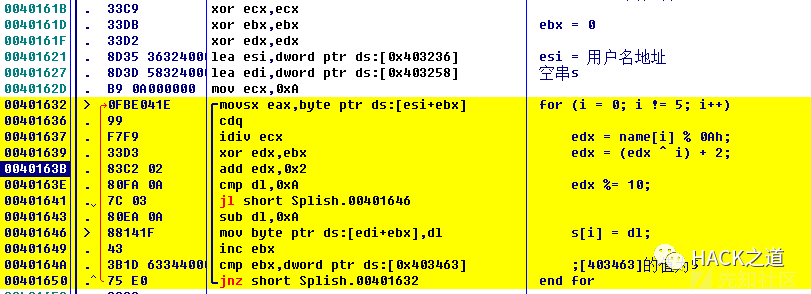 0040161B . 33C9 xor ecx,ecx
0040161D . 33DB xor ebx,ebx ebx = 0
0040161F . 33D2 xor edx,edx
00401621 . 8D35 36324000 lea esi,dword ptr ds:[0x403236] esi = 用户名地址
00401627 . 8D3D 58324000 lea edi,dword ptr ds:[0x403258] 空串s
0040162D . B9 0A000000 mov ecx,0xA
00401632 > 0FBE041E movsx eax,byte ptr ds:[esi+ebx] for (i = 0; i != 5; i++)
00401636 . 99 cdq
00401637 . F7F9 idiv ecx edx = name[i] % 0Ah;
00401639 . 33D3 xor edx,ebx edx = (edx ^ i) + 2;
0040163B . 83C2 02 add edx,0x2
0040163E . 80FA 0A cmp dl,0xA edx %= 10;
00401641 . 7C 03 jl short Splish.00401646
00401643 . 80EA 0A sub dl,0xA
00401646 > 88141F mov byte ptr ds:[edi+ebx],dl s[i] = dl;
00401649 . 43 inc ebx
0040164A . 3B1D 63344000 cmp ebx,dword ptr ds:[0x403463] ;[403463]的值为5
00401650 .^ 75 E0 jnz short Splish.00401632 end for
HACK之道